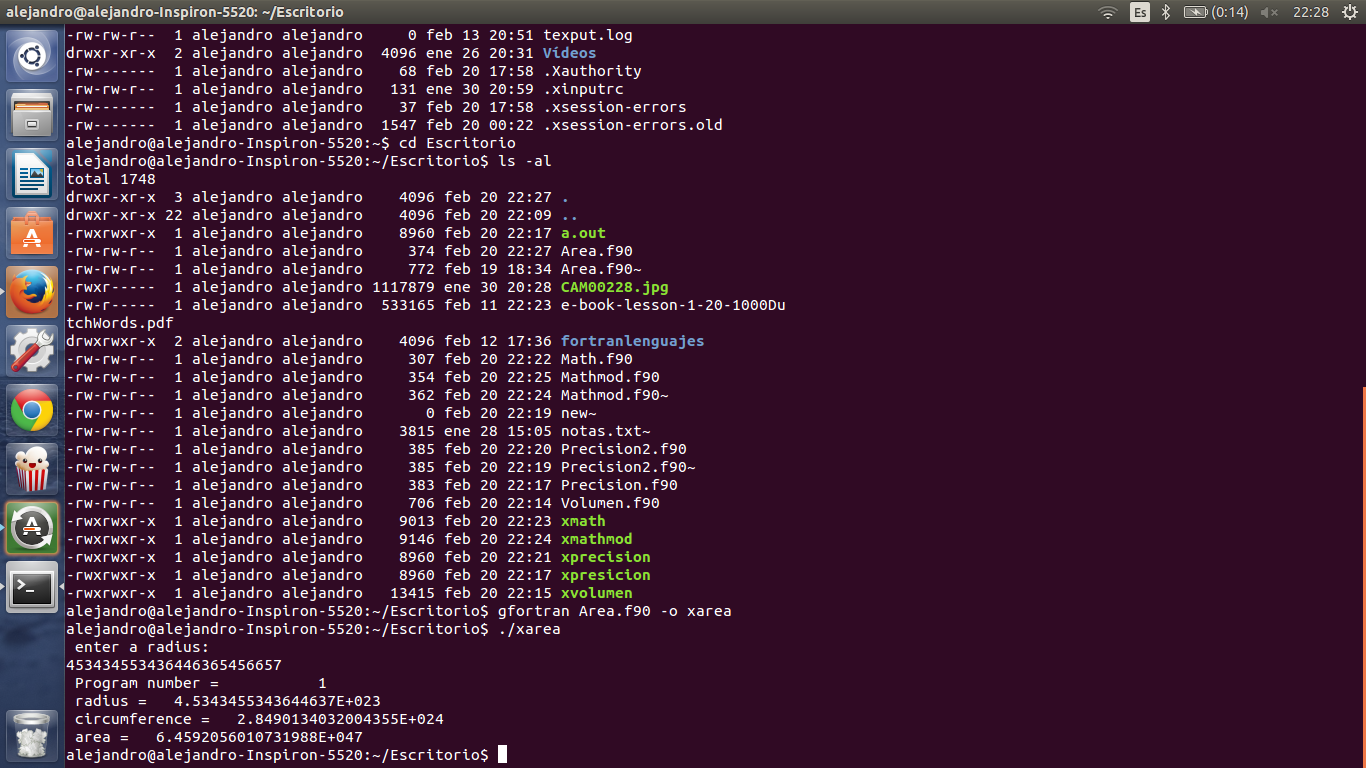 alejandro@alejandro-Inspiron-5520: ~/Escritorio Es (0:14) 22:28
-rw-rw-r--  1 alejandro alejandro     0 feb 13 20:51 texput.log
drwxr-xr-x  2 alejandro alejandro  4096 ene 26 20:31 Vídeos
-rw-------  1 alejandro alejandro    68 feb 20 17:58 .Xauthority
-rw-rw-r--  1 alejandro alejandro   131 ene 30 20:59 .xinputrc
-rw-------  1 alejandro alejandro    37 feb 20 17:58 .xsession-errors
-rw-------  1 alejandro alejandro  1547 feb 20 00:22 .xsession-errors.old
alejandro@alejandro-Inspiron-5520:~$ cd Escritorio
alejandro@alejandro-Inspiron-5520:~/Escritorio$ ls -al
total 1748
drwxr-xr-x  3 alejandro alejandro    4096 feb 20 22:27 .
drwxr-xr-x 22 alejandro alejandro    4096 feb 20 22:09 ..
-rwxrwxr-x  1 alejandro alejandro    8960 feb 20 22:17 a.out
-rw-rw-r--  1 alejandro alejandro     374 feb 20 22:27 Area.f90
-rw-rw-r--  1 alejandro alejandro     772 feb 19 18:34 Area.f90~
-rwxr-----  1 alejandro alejandro 1117879 ene 30 20:28 CAM00228.jpg
-rw-r-----  1 alejandro alejandro  533165 feb 11 22:23 e-book-lesson-1-20-1000Du
tchWords.pdf
drwxrwxr-x  2 alejandro alejandro    4096 feb 12 17:36 fortranlenguajes
-rw-rw-r--  1 alejandro alejandro     307 feb 20 22:22 Math.f90
-rw-rw-r--  1 alejandro alejandro     354 feb 20 22:25 Mathmod.f90
-rw-rw-r--  1 alejandro alejandro     362 feb 20 22:24 Mathmod.f90~
-rw-rw-r--  1 alejandro alejandro       0 feb 20 22:19 new~
-rw-rw-r--  1 alejandro alejandro    3815 ene 28 15:05 notas.txt~
-rw-rw-r--  1 alejandro alejandro     385 feb 20 22:20 Precision2.f90
-rw-rw-r--  1 alejandro alejandro     385 feb 20 22:19 Precision2.f90~
-rw-rw-r--  1 alejandro alejandro     383 feb 20 22:17 Precision.f90
-rw-rw-r--  1 alejandro alejandro     706 feb 20 22:14 Volumen.f90
-rwxrwxr-x  1 alejandro alejandro    9013 feb 20 22:23 xmath
-rwxrwxr-x  1 alejandro alejandro    9146 feb 20 22:24 xmathmod
-rwxrwxr-x  1 alejandro alejandro    8960 feb 20 22:21 xprecision
-rwxrwxr-x  1 alejandro alejandro    8960 feb 20 22:17 xpresicion
-rwxrwxr-x  1 alejandro alejandro   13415 feb 20 22:15 xvolumen
alejandro@alejandro-Inspiron-5520:~/Escritorio$ gfortran Area.f90 -o xarea
alejandro@alejandro-Inspiron-5520:~/Escritorio$ ./xarea
 enter a radius:
453434553436446365456657
 Program number =           1
 radius =   4.5343455343644637E+023
 circumference =   2.8490134032004355E+024
 area =   6.4592056010731988E+047
alejandro@alejandro-Inspiron-5520:~/Escritorio$